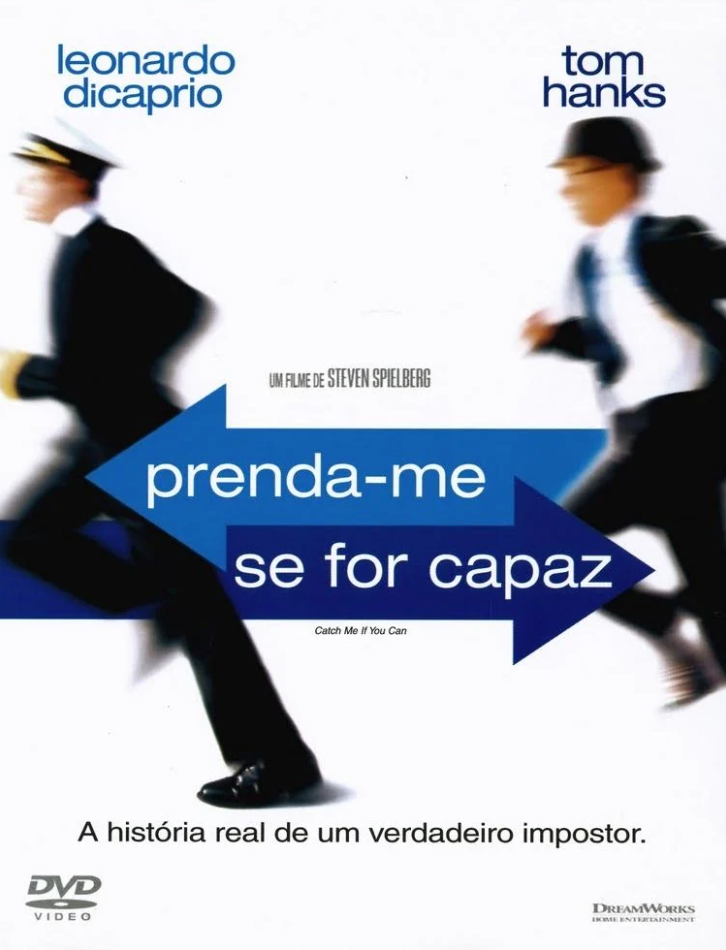 leonardo
dicaprio
tom
hanks
UM FILME DE STEVEN SPIELBERG
prenda-me
se for capaz
Catch Me If You Can
A história real de um verdadeiro impostor.
DVD
VIDEO
DREAMWORKS
HOME ENTERTAINMENT